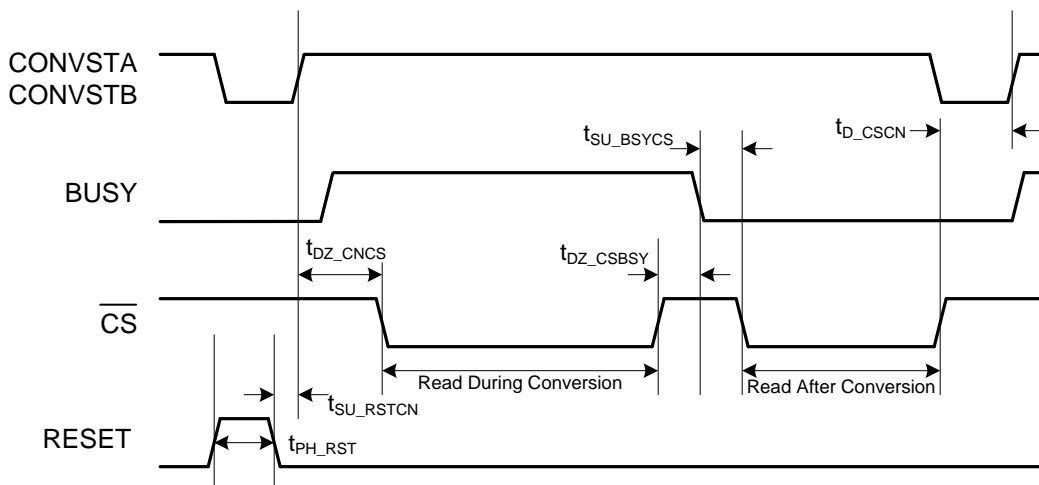 CONVSTA
CONVSTB
t_D_CSCN
t_SU_BSYCS
BUSY
t_DZ_CNCS
t_DZ_CSBSY
CS
Read During Conversion
Read After Conversion
t_SU_RSTCN
RESET
t_PH_RST